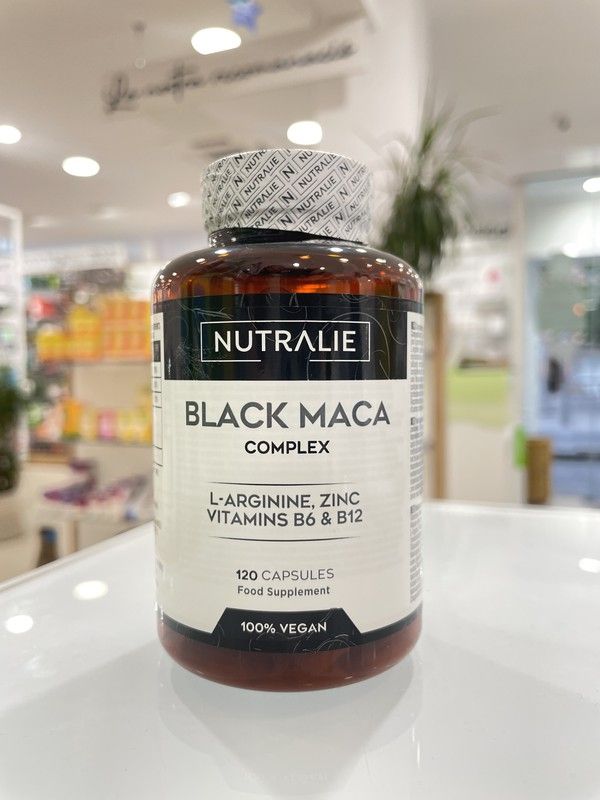 NUTRALIE
BLACK MACA
COMPLEX
L-ARGININE, ZINC
VITAMINS B6 & B12
120 CAPSULES
Food Supplement
100% VEGAN